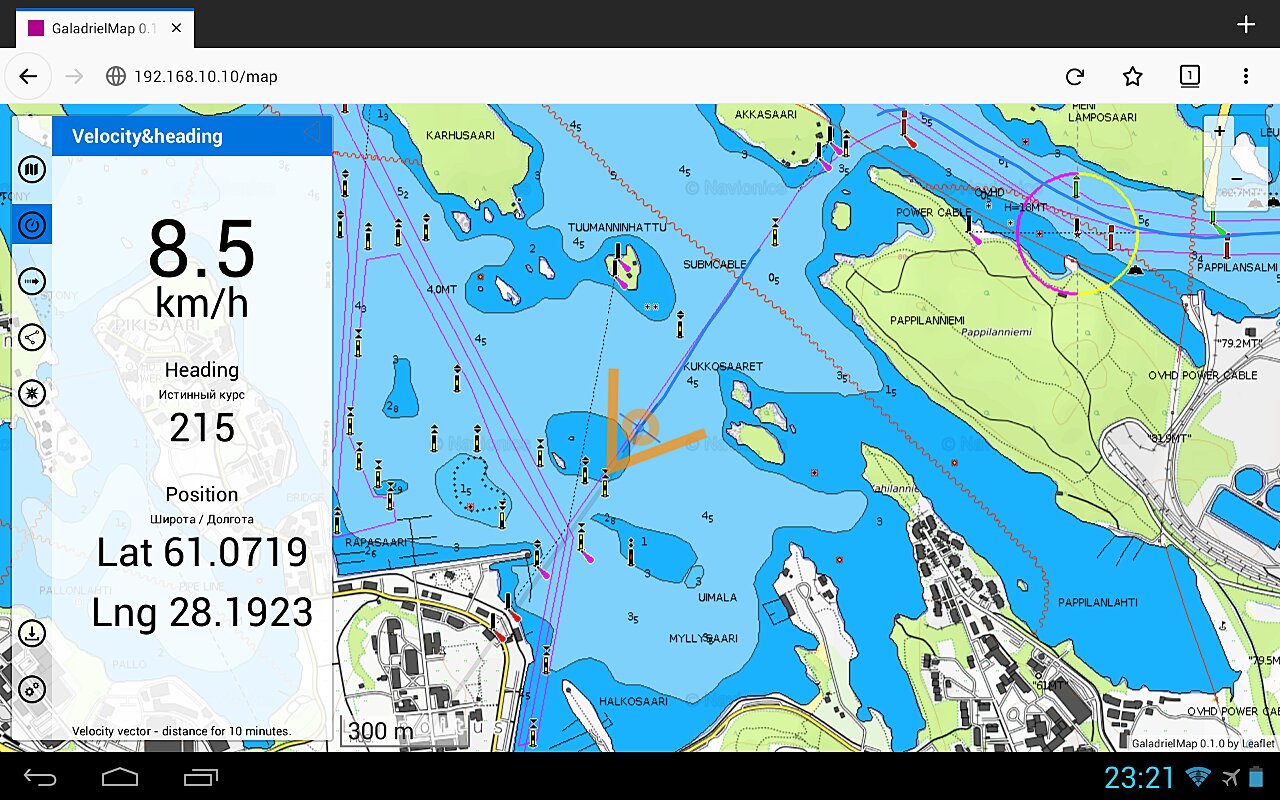 GaladrielMap 0.1
192.168.10.10/map
1
Velocity&heading
8.5
km/h
Heading
Истинный курс
215
Position
Широта / Долгота
Lat 61.0719
Lng 28.1923
Velocity vector - distance for 10 minutes.
KARHUSAARI
AKKASAARI
PIENI
LAMPOSAARI
© Navionics
TUUMANNINHATTU
POWER CABLE
OVHD
H=18MT
SUBMCABLE
4.0MT
PAPPILANSALMI
PAPPILANNIEMI
Pappilanniemi
KUKKOSAARET
OVHD POWER CABLE
"79.2MT"
"81.9MT"
PIKISAARI
BRIDGE
RAPASAARI
PIPE LINE
PALLONLAHTI
PALLO
UIMALA
MYLLYSAARI
HALKOSAARI
PAPPILANLAHTI
"61MT"
"79.5M
OVHD POWER CABL
300 m
GaladrielMap 0.1.0 by Leaflet
23:21